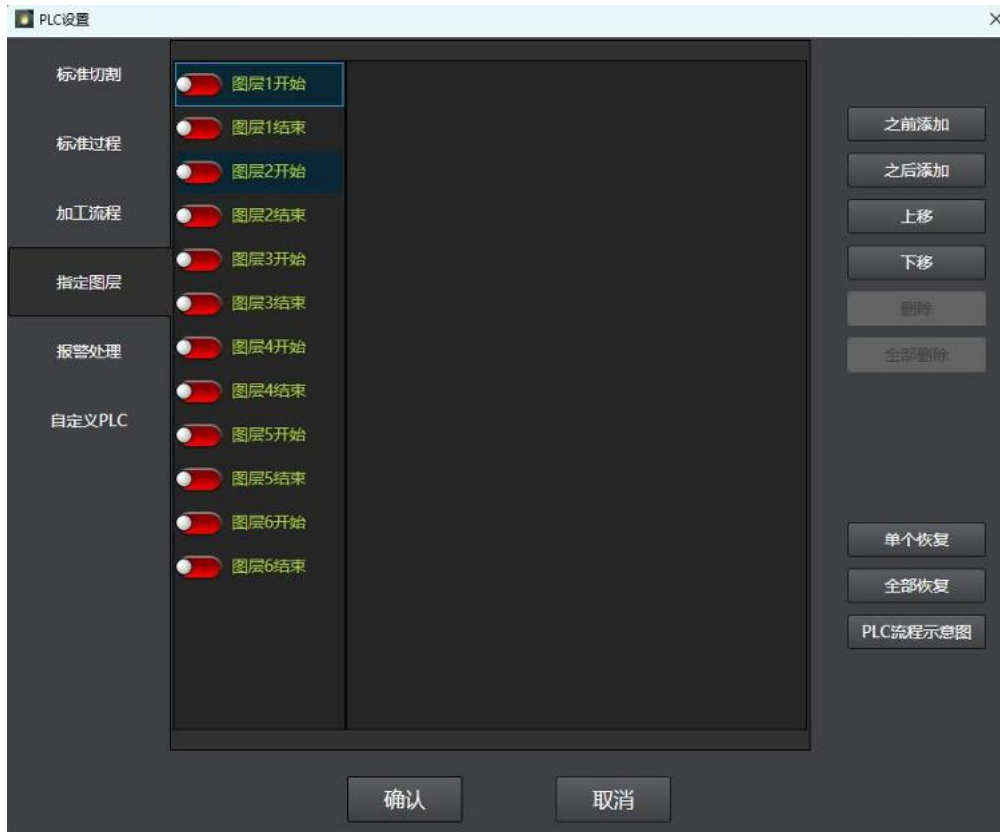 PLC设置
标准切割
标准过程
加工流程
指定图层
报警处理
自定义PLC
图层1开始
图层1结束
图层2开始
图层2结束
图层3开始
图层3结束
图层4开始
图层4结束
图层5开始
图层5结束
图层6开始
图层6结束
之前添加
之后添加
上移
下移
删除
全部删除
单个恢复
全部恢复
PLC流程示意图
确认
取消